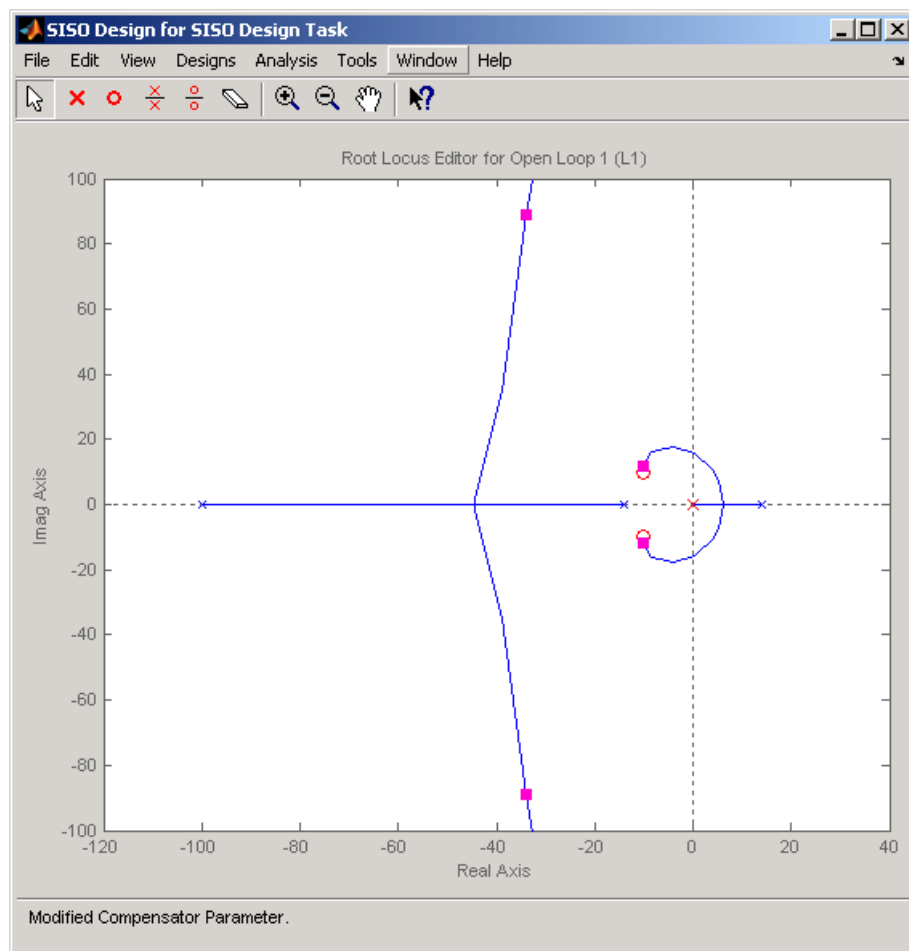 SISO Design for SISO Design Task
File Edit View Designs Analysis Tools Window Help
Root Locus Editor for Open Loop 1 (L1)
100
80
60
40
20
0
-20
-40
-60
-80
-100
Imag Axis
-120 -100 -80 -60 -40 -20 0 20 40
Real Axis
Modified Compensator Parameter.